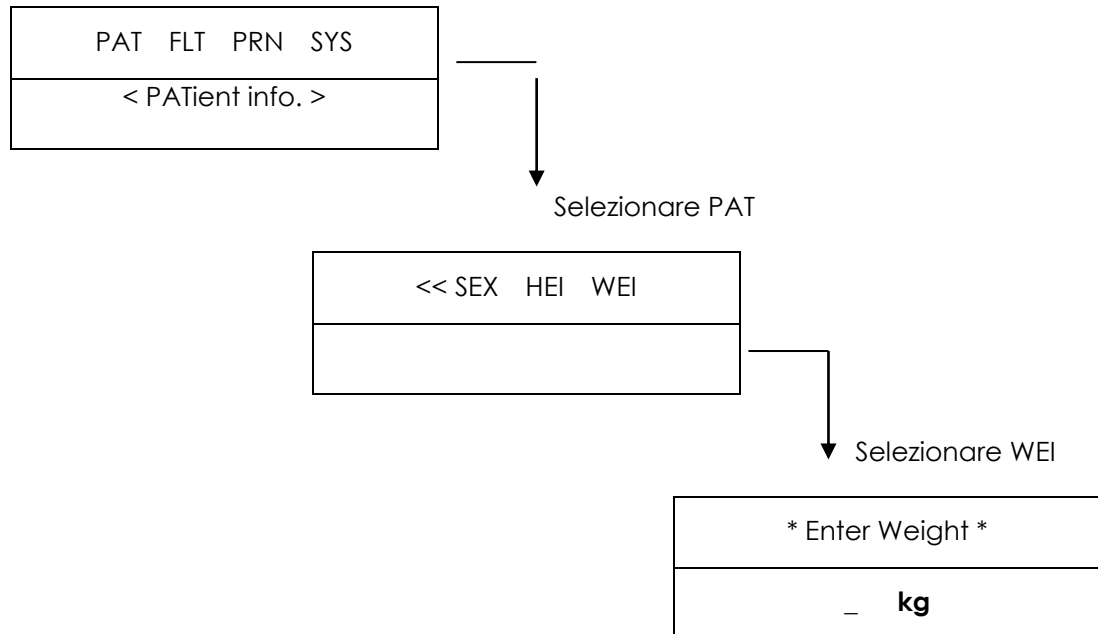 PAT FLT PRN SYS
< PATient info. >
Selezionare PAT
<< SEX HEI WEI
Selezionare WEI
* Enter Weight *
_ kg